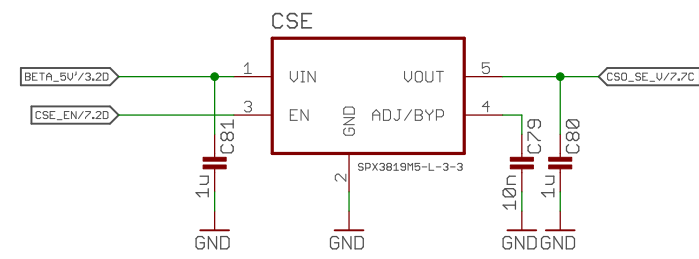 CSE
BETA_5V'/3.2D
1
VIN
VOUT
5
CSO_SE_V/7.7C
CSE_EN/7.2D
3
EN
GND
ADJ/BYP
4
C81
1u
2
SPX3819M5-L-3-3
C79
10n
C80
1u
GND
GND
GND
GND